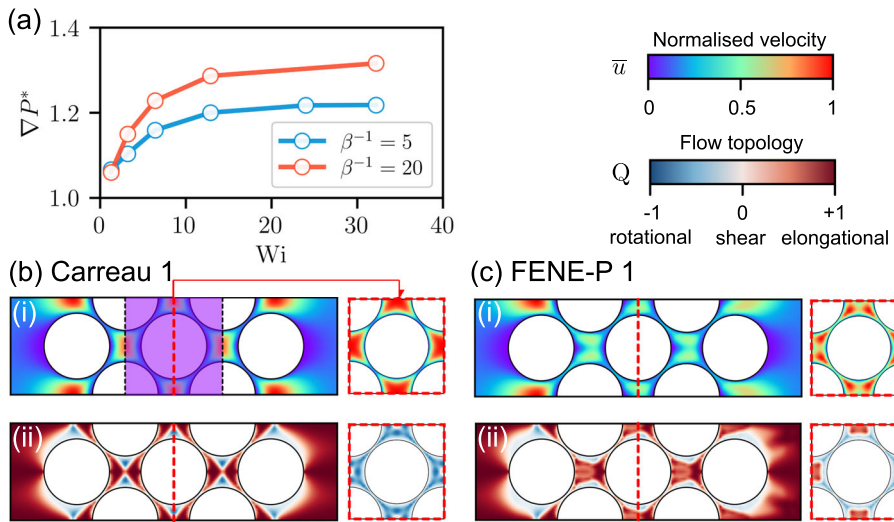 (a)
1.4
1.2
1.0
∇P*
0 10 20 30 40
Wi
β⁻¹ = 5
β⁻¹ = 20
Normalised velocity
u̅
0 0.5 1
Flow topology
Q
-1 0 +1
rotational shear elongational
(b) Carreau 1
(i)
(ii)
(c) FENE-P 1
(i)
(ii)